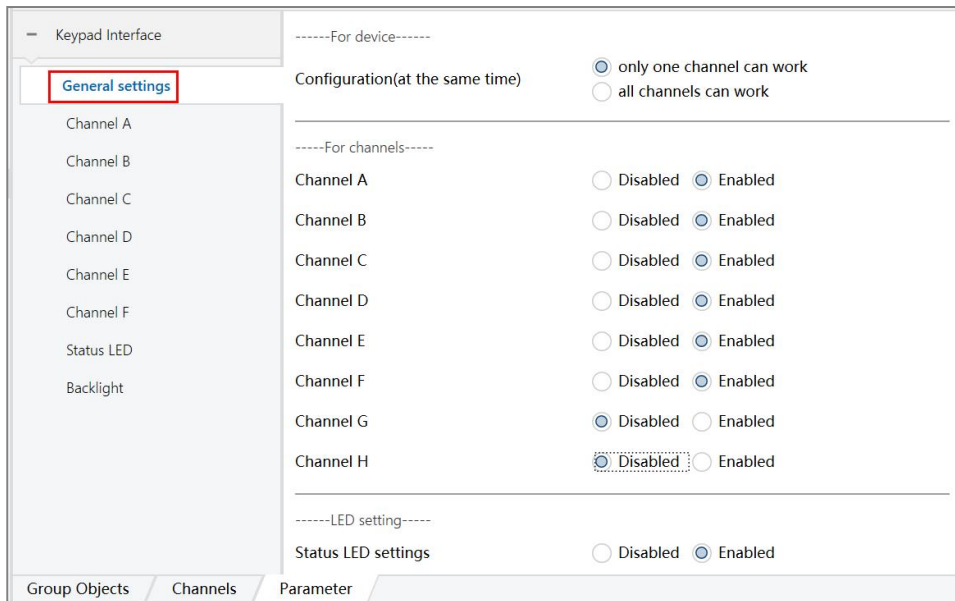 Keypad Interface
General settings
Channel A
Channel B
Channel C
Channel D
Channel E
Channel F
Status LED
Backlight
------For device------
Configuration(at the same time) only one channel can work
all channels can work
-----For channels-----
Channel A Disabled Enabled
Channel B Disabled Enabled
Channel C Disabled Enabled
Channel D Disabled Enabled
Channel E Disabled Enabled
Channel F Disabled Enabled
Channel G Disabled Enabled
Channel H Disabled Enabled
------LED setting-----
Status LED settings Disabled Enabled
Group Objects Channels Parameter